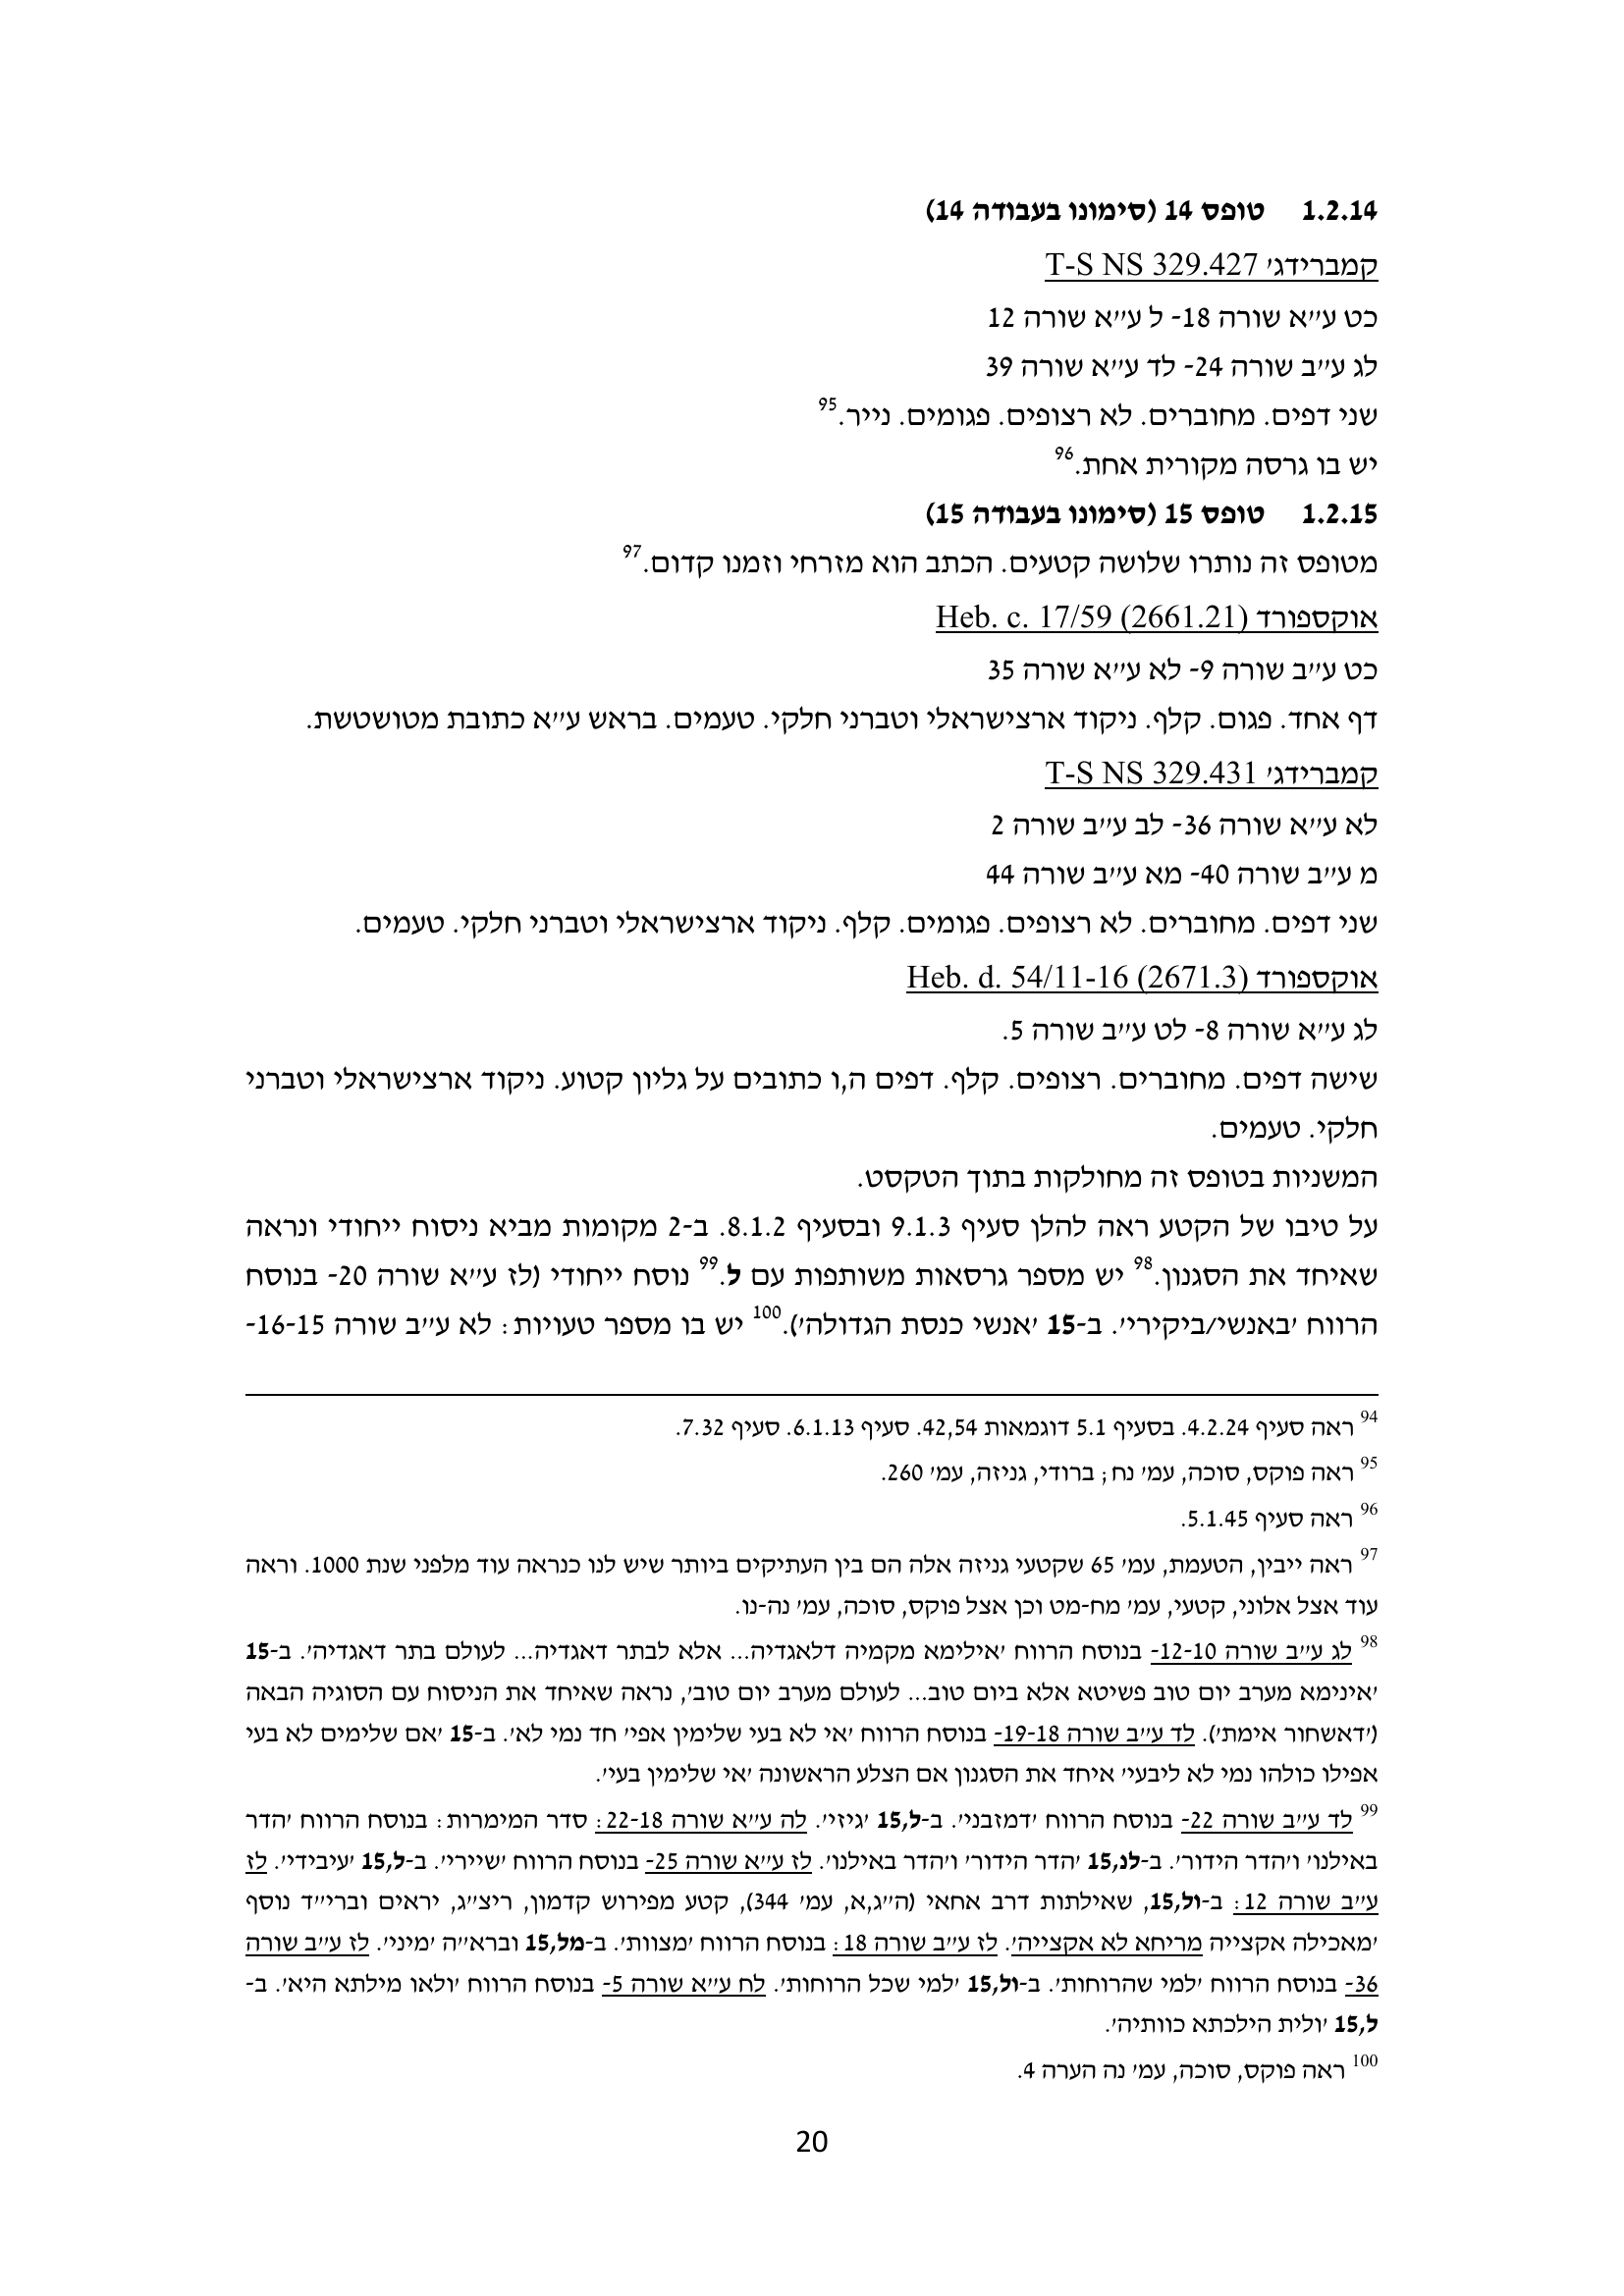 1.2.14 טופס 14 (סימונו בעבודה 14)
קמברידג' T-S NS 329.427
כט ע"א שורה 18- ל ע"א שורה 12
לג ע"ב שורה 24- לד ע"א שורה 39
שני דפים. מחוברים. לא רצופים. פגומים. נייר.95
יש בו גרסה מקורית אחת.96
1.2.15 טופס 15 (סימונו בעבודה 15)
מטופס זה נותרו שלושה קטעים. הכתב הוא מזרחי וזמנו קדום.97
אוקספורד Heb. c. 17/59 (2661.21)
כט ע"ב שורה 9- לא ע"א שורה 35
דף אחד. פגום. קלף. ניקוד ארצישראלי וטברני חלקי. טעמים. בראש ע"א כתובת מטושטשת.
קמברידג' T-S NS 329.431
לא ע"א שורה 36- לב ע"ב שורה 2
מ ע"ב שורה 40- מא ע"ב שורה 44
שני דפים. מחוברים. לא רצופים. פגומים. קלף. ניקוד ארצישראלי וטברני חלקי. טעמים.
אוקספורד Heb. d. 54/11-16 (2671.3)
לג ע"א שורה 8- לט ע"ב שורה 5.
שישה דפים. מחוברים. רצופים. קלף. דפים ה,ו כתובים על גליון קטוע. ניקוד ארצישראלי וטברני
חלקי. טעמים.
המשניות בטופס זה מחולקות בתוך הטקסט.
על טיבו של הקטע ראה להלן סעיף 9.1.3 ובסעיף 8.1.2. ב-2 מקומות מביא ניסוח ייחודי ונראה
שאיחד את הסגנון.98 יש מספר גרסאות משותפות עם ל.99 נוסח ייחודי (לז ע"א שורה 20- בנוסח
הרווח 'באנשי/ביקירי'. ב-15 'אנשי כנסת הגדולה').100 יש בו מספר טעויות: לא ע"ב שורה 16-15-
94 ראה סעיף 4.2.24. בסעיף 5.1 דוגמאות 42,54. סעיף 6.1.13. סעיף 7.32.
95 ראה פוקס, סוכה, עמ' נח; ברודי, גניזה, עמ' 260.
96 ראה סעיף 5.1.45.
97 ראה ייבין, הטעמת, עמ' 65 שקטעי גניזה אלה הם בין העתיקים ביותר שיש לנו כנראה עוד מלפני שנת 1000. וראה
עוד אצל אלוני, קטעי, עמ' מח-מט וכן אצל פוקס, סוכה, עמ' נה-נו.
98 לג ע"ב שורה 12-10- בנוסח הרווח 'אילימא מקמיה דלאגדיה... אלא לבתר דאגדיה... לעולם בתר דאגדיה'. ב-15
'אינימא מערב יום טוב פשיטא אלא ביום טוב... לעולם מערב יום טוב', נראה שאיחד את הניסוח עם הסוגיה הבאה
('דאשחור אימת'). לד ע"ב שורה 19-18- בנוסח הרווח 'אי לא בעי שלימין אפי' חד נמי לא'. ב-15 'אם שלימים לא בעי
אפילו כולהו נמי לא ליבעי' איחד את הסגנון אם הצלע הראשונה 'אי שלימין בעי'.
99 לד ע"ב שורה 22- בנוסח הרווח 'דמזבני'. ב-ל,15 'גיזי'. לה ע"א שורה 22-18: סדר המימרות: בנוסח הרווח 'הדר
באילנו' ו'הדר הידור'. ב-לנ,15 'הדר הידור' ו'הדר באילנו'. לז ע"א שורה 25- בנוסח הרווח 'שיירי'. ב-ל,15 'עיבידי'. לז
ע"ב שורה 12: ב-ול,15, שאילתות דרב אחאי (ה"ג,א, עמ' 344), קטע מפירוש קדמון, ריצ"ג, יראים וברי"ד נוסף
'מאכילה אקצייה מריחא לא אקצייה'. לז ע"ב שורה 18: בנוסח הרווח 'מצוות'. ב-מל,15 ובראב"ה 'מיני'. לז ע"ב שורה
36- בנוסח הרווח 'למי שהרוחות'. ב-ול,15 'למי שכל הרוחות'. לח ע"א שורה 5- בנוסח הרווח 'ולאו מילתא היא'. ב-
ל,15 'ולית הילכתא כוותיה'.
100 ראה פוקס, סוכה, עמ' נה הערה 4.
20